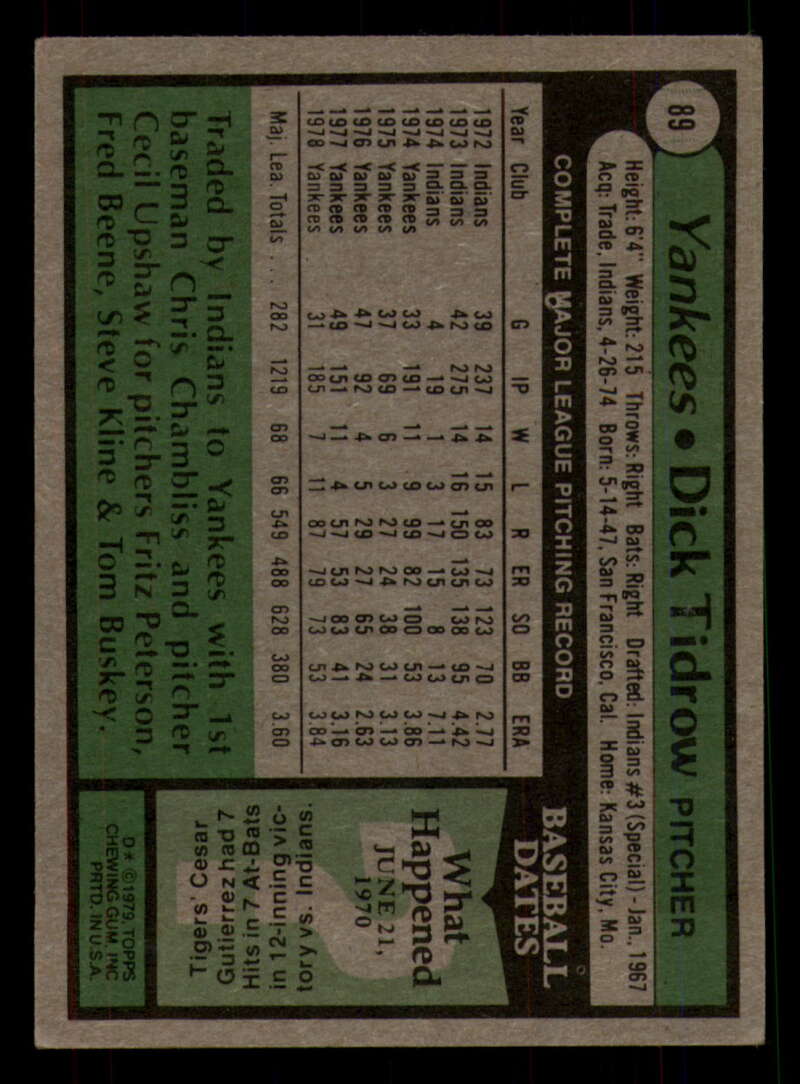 89
Yankees • Dick Tidrow PITCHER
Height: 6'4" Weight: 215 Throws: Right Bats: Right Drafted: Indians #3 (Special) - Jan., 1967
Acq: Trade, Indians, 4-26-74 Born: 5-14-47, San Francisco, Cal. Home: Kansas City, Mo.
COMPLETE MAJOR LEAGUE PITCHING RECORD
Year Club G IP W L R ER SO BB ERA
1972 Indians 39 237 14 15 83 73 123 70 2.77
1973 Indians 42 275 14 16 150 135 138 95 4.42
1974 Indians 4 19 1 3 17 15 8 13 7.11
1974 Yankees 33 191 11 9 99 82 100 53 3.86
1975 Yankees 37 69 6 3 27 24 38 31 3.13
1976 Yankees 47 92 4 5 29 27 65 24 2.63
1977 Yankees 49 151 11 4 57 53 83 41 3.16
1978 Yankees 31 185 7 11 87 79 73 53 3.84
Maj. Lea. Totals . . . 282 1219 68 66 549 488 628 380 3.60
Traded by Indians to Yankees with 1st
baseman Chris Chambliss and pitcher
Cecil Upshaw for pitchers Fritz Peterson,
Fred Beene, Steve Kline & Tom Buskey.
BASEBALL
DATES
What
Happened
JUNE 21,
1970
Tigers' Cesar
Gutierrez had 7
Hits in 7 At-Bats
in 12-inning vic-
tory vs. Indians.
D* ©1979, TOPPS
CHEWING GUM, INC
PRTD. IN U.S.A.